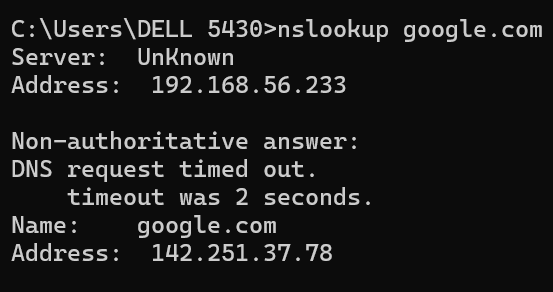 C:\Users\DELL 5430>nslookup google.com
Server:  UnKnown
Address:  192.168.56.233

Non-authoritative answer:
DNS request timed out.
    timeout was 2 seconds.
Name:    google.com
Address:  142.251.37.78